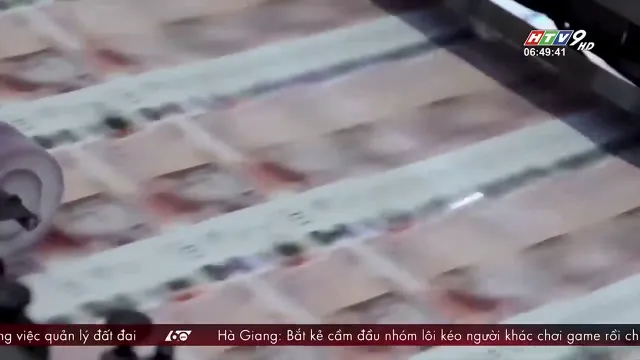 HTV9 HD
06:49:41
ng việc quản lý đất đai 60 Hà Giang: Bắt kẻ cầm đầu nhóm lôi kéo người khác chơi game rồi ch